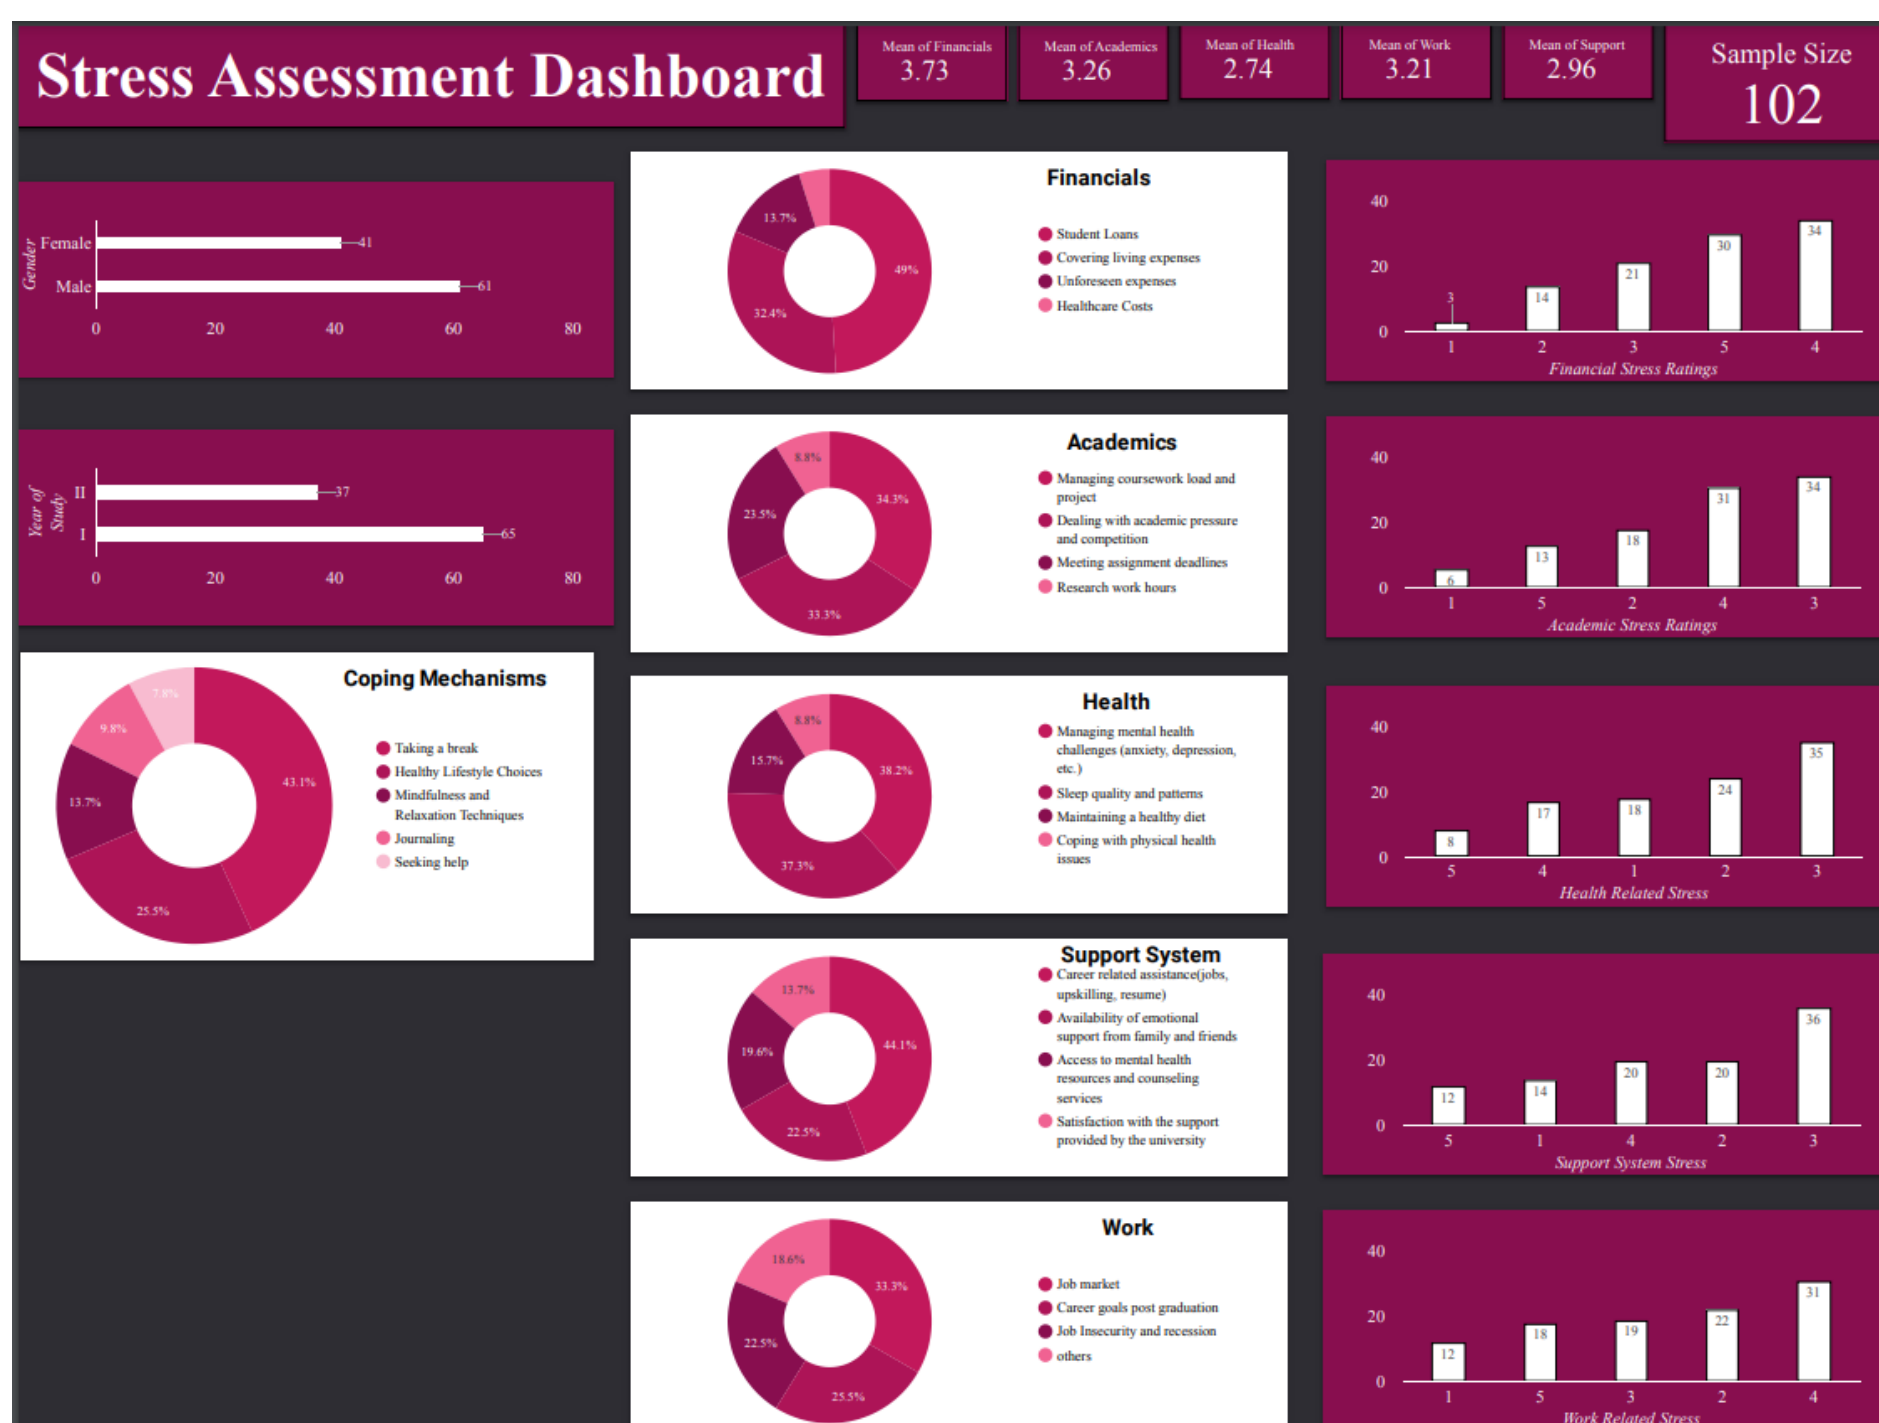 Stress Assessment Dashboard
Mean of Financials
3.73
Mean of Academics
3.26
Mean of Health
2.74
Mean of Work
3.21
Mean of Support
2.96
Sample Size
102
Gender
Female
41
Male
61
0 20 40 60 80
Year of
Study
II
37
I
65
0 20 40 60 80
Coping Mechanisms
43.1%
25.5%
13.7%
9.8%
7.8%
Taking a break
Healthy Lifestyle Choices
Mindfulness and
Relaxation Techniques
Journaling
Seeking help
Financials
49%
32.4%
13.7%
Student Loans
Covering living expenses
Unforeseen expenses
Healthcare Costs
Academics
34.3%
33.3%
23.5%
8.8%
Managing coursework load and
project
Dealing with academic pressure
and competition
Meeting assignment deadlines
Research work hours
Health
38.2%
37.3%
15.7%
8.8%
Managing mental health
challenges (anxiety, depression,
etc.)
Sleep quality and patterns
Maintaining a healthy diet
Coping with physical health
issues
Support System
44.1%
22.5%
19.6%
13.7%
Career related assistance(jobs,
upskilling, resume)
Availability of emotional
support from family and friends
Access to mental health
resources and counseling
services
Satisfaction with the support
provided by the university
Work
33.3%
25.5%
22.5%
18.6%
Job market
Career goals post graduation
Job Insecurity and recession
others
40
20
0
3 14 21 30 34
1 2 3 5 4
Financial Stress Ratings
40
20
0
6 13 18 31 34
1 5 2 4 3
Academic Stress Ratings
40
20
0
8 17 18 24 35
5 4 1 2 3
Health Related Stress
40
20
0
12 14 20 20 36
5 1 4 2 3
Support System Stress
40
20
0
12 18 19 22 31
1 5 3 2 4
Work Related Stress